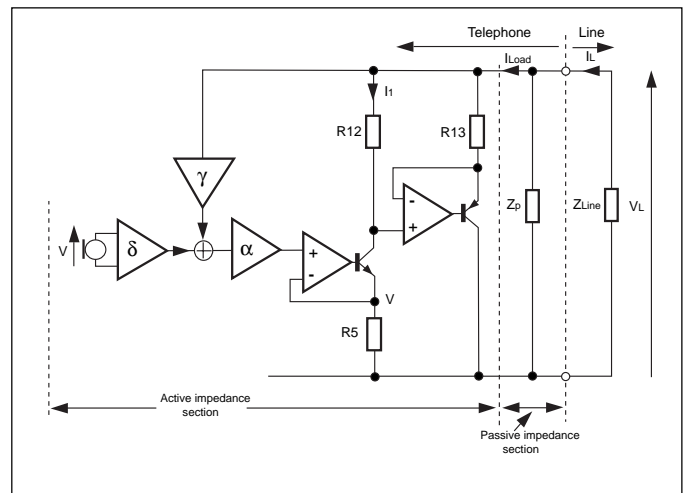 Telephone Line
ILoad IL
I1
R12 R13
γ
- +
Zp ZLine VL
V δ + α + - V
R5
Active impedance
section
Passive impedance
section